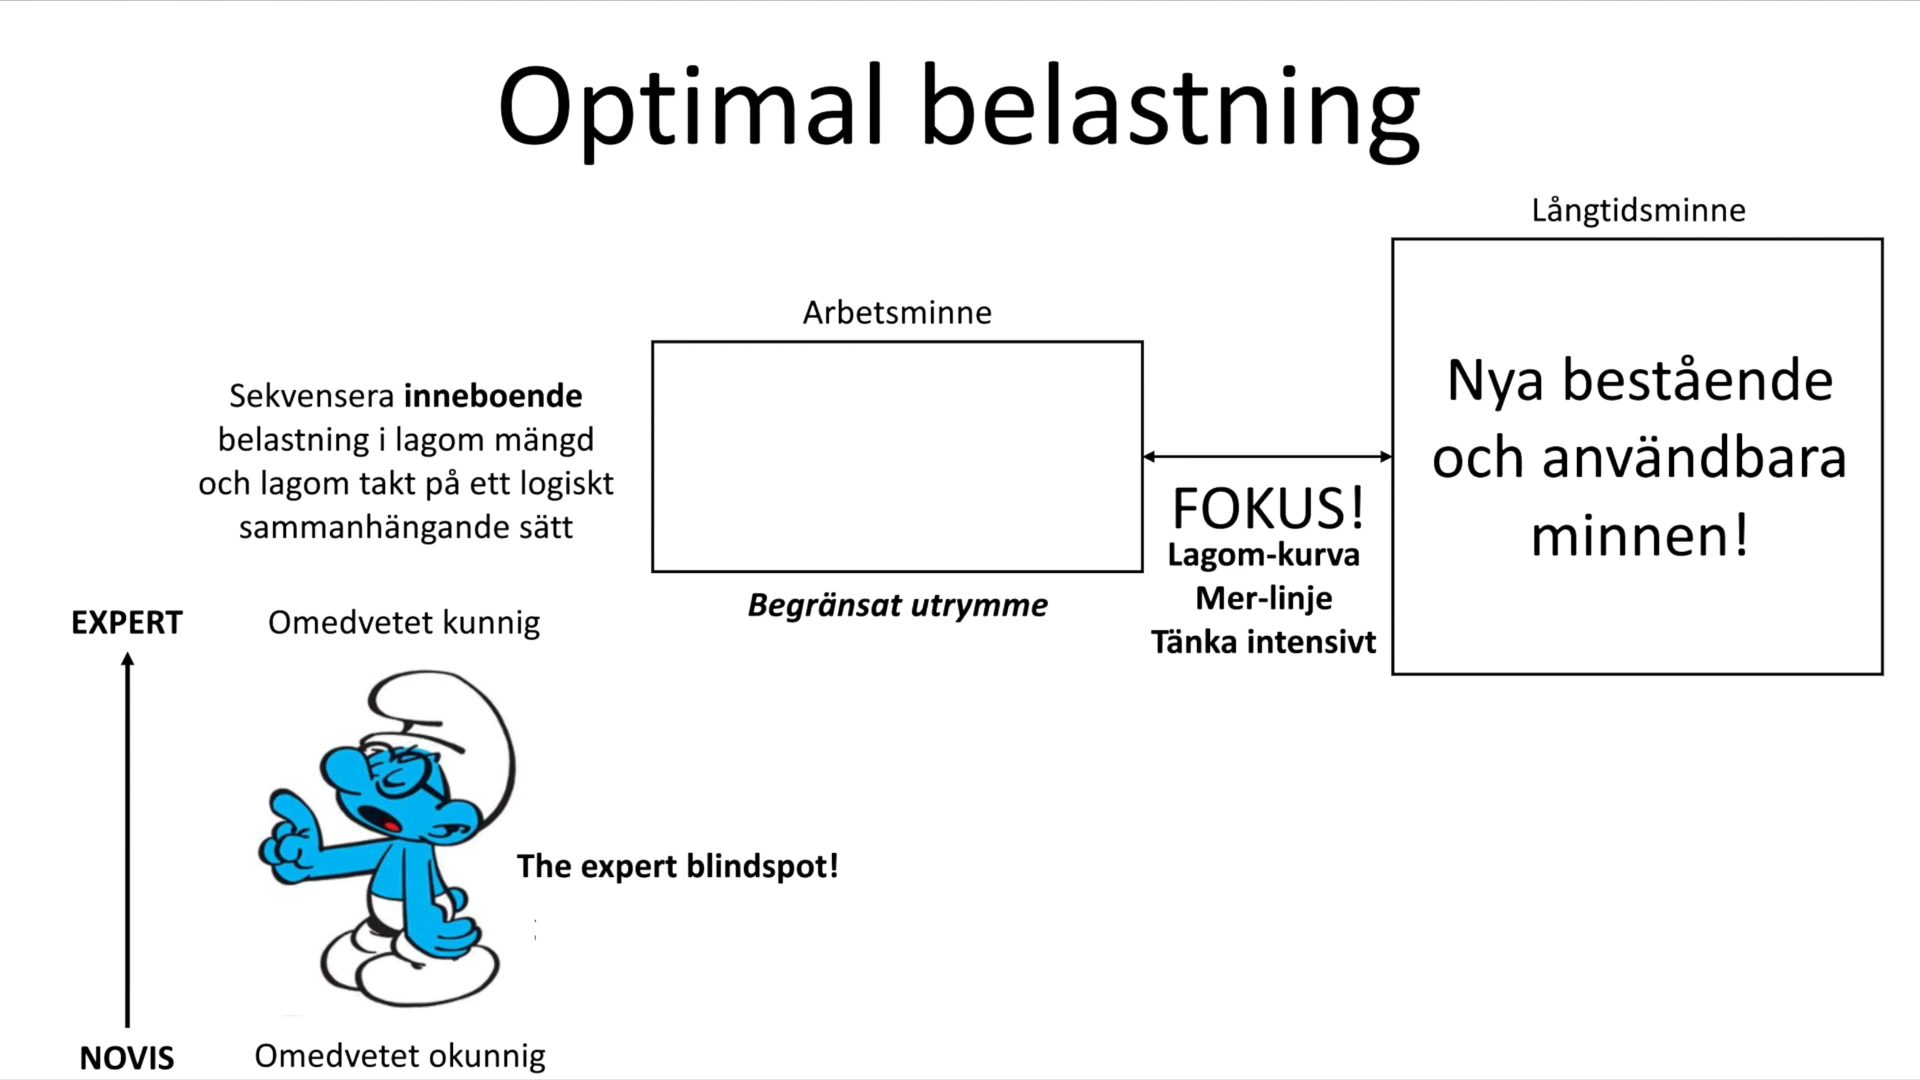 Optimal belastning
Långtidsminne
Arbetsminne
Sekvensera inneboende
belastning i lagom mängd
och lagom takt på ett logiskt
sammanhängande sätt
Nya bestående
och användbara
minnen!
FOKUS!
Lagom-kurva
Mer-linje
Tänka intensivt
Begränsat utrymme
EXPERT
Omedvetet kunnig
The expert blindspot!
NOVIS
Omedvetet okunnig